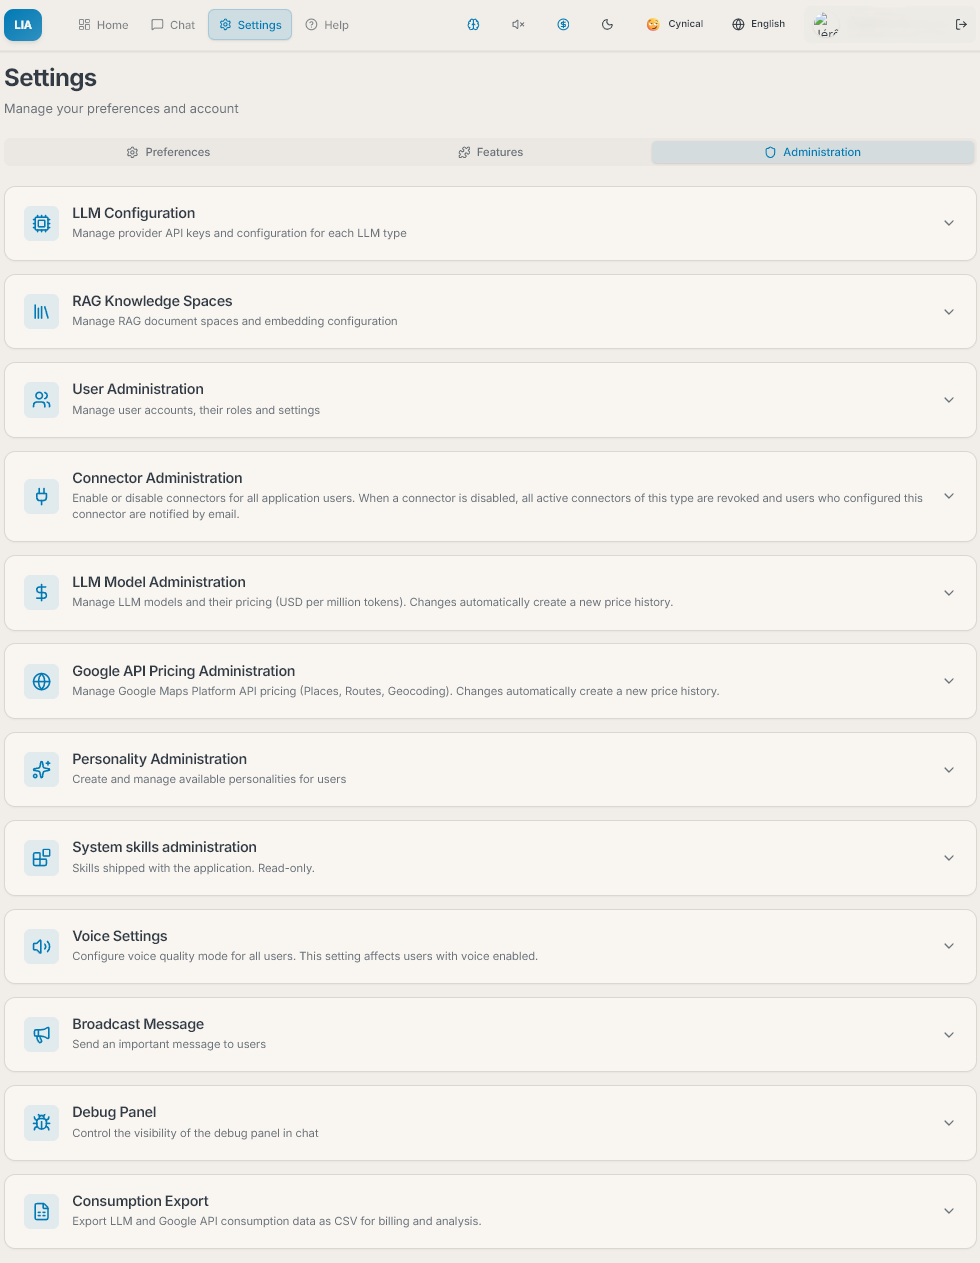 LIA
Home
Chat
Settings
Help
Cynical
English
Settings
Manage your preferences and account
Preferences
Features
Administration
LLM Configuration
Manage provider API keys and configuration for each LLM type
RAG Knowledge Spaces
Manage RAG document spaces and embedding configuration
User Administration
Manage user accounts, their roles and settings
Connector Administration
Enable or disable connectors for all application users. When a connector is disabled, all active connectors of this type are revoked and users who configured this
connector are notified by email.
LLM Model Administration
Manage LLM models and their pricing (USD per million tokens). Changes automatically create a new price history.
Google API Pricing Administration
Manage Google Maps Platform API pricing (Places, Routes, Geocoding). Changes automatically create a new price history.
Personality Administration
Create and manage available personalities for users
System skills administration
Skills shipped with the application. Read-only.
Voice Settings
Configure voice quality mode for all users. This setting affects users with voice enabled.
Broadcast Message
Send an important message to users
Debug Panel
Control the visibility of the debug panel in chat
Consumption Export
Export LLM and Google API consumption data as CSV for billing and analysis.